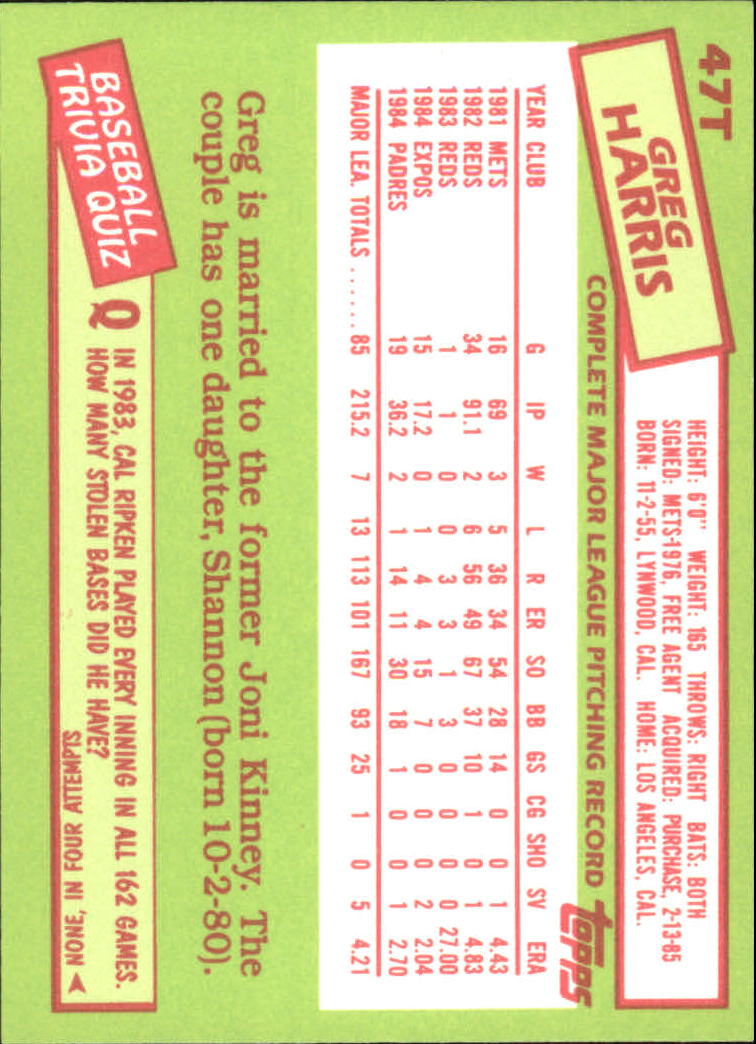 47T
GREG
HARRIS
HEIGHT: 6'0" WEIGHT: 165 THROWS: RIGHT BATS: BOTH
SIGNED: METS-1976, FREE AGENT ACQUIRED: PURCHASE, 2-13-85
BORN: 11-2-55, LYNWOOD, CAL. HOME: LOS ANGELES, CAL.
COMPLETE MAJOR LEAGUE PITCHING RECORD
topps
YEAR CLUB G IP W L R ER SO BB GS CG SHO SV ERA
1981 METS 16 69 3 5 36 34 54 28 14 0 0 1 4.43
1982 REDS 34 91.1 2 6 56 49 67 37 10 1 0 1 4.83
1983 REDS 1 1 0 0 3 3 1 3 0 0 0 0 27.00
1984 EXPOS 15 17.2 0 1 4 4 15 7 0 0 0 2 2.04
1984 PADRES 19 36.2 2 1 14 11 30 18 1 0 0 1 2.70
MAJOR LEA. TOTALS ...... 85 215.2 7 13 113 101 167 93 25 1 0 5 4.21
Greg is married to the former Joni Kinney. The
couple has one daughter, Shannon (born 10-2-80).
BASEBALL
TRIVIA QUIZ
Q IN 1983, CAL RIPKEN PLAYED EVERY INNING IN ALL 162 GAMES.
HOW MANY STOLEN BASES DID HE HAVE?
NONE, IN FOUR ATTEMPTS